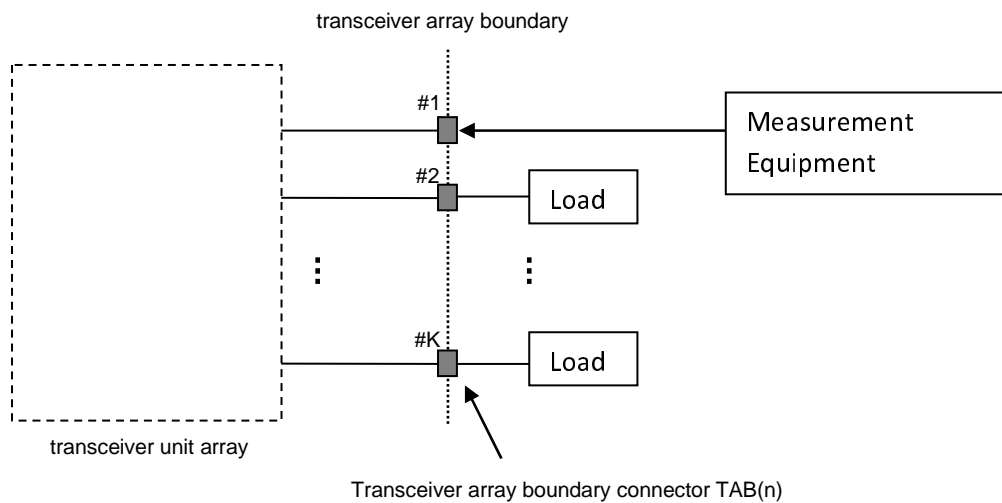 transceiver array boundary
#1
Measurement
Equipment
#2
Load
#K
Load
transceiver unit array
Transceiver array boundary connector TAB(n)